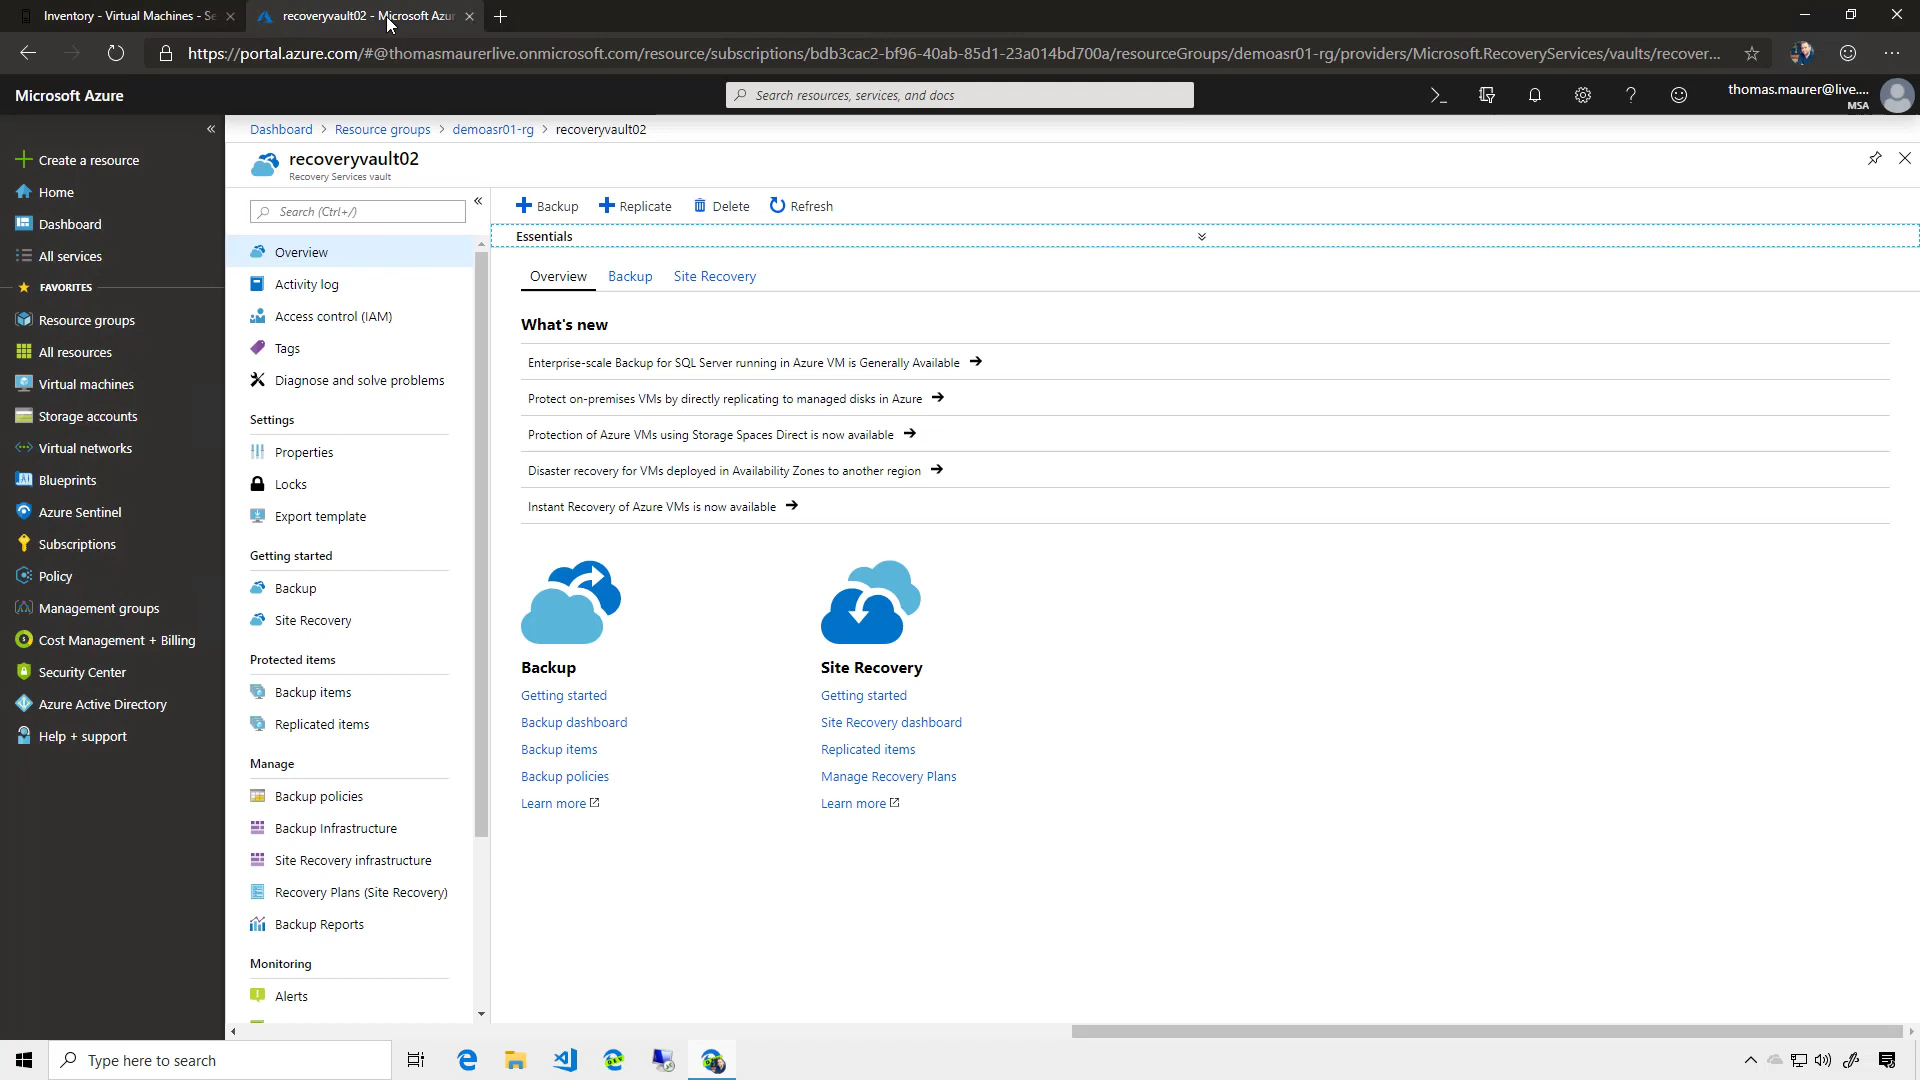 Inventory - Virtual Machines - Se
recoveryvault02 - Microsoft Azur
https://portal.azure.com/#@thomasmaurerlive.onmicrosoft.com/resource/subscriptions/bdb3cac2-bf96-40ab-85d1-23a014bd700a/resourceGroups/demoasr01-rg/providers/Microsoft.RecoveryServices/vaults/recover...
Microsoft Azure
Search resources, services, and docs
thomas.maurer@live....
MSA
Create a resource
Home
Dashboard
All services
FAVORITES
Resource groups
All resources
Virtual machines
Storage accounts
Virtual networks
Blueprints
Azure Sentinel
Subscriptions
Policy
Management groups
Cost Management + Billing
Security Center
Azure Active Directory
Help + support
Dashboard > Resource groups > demoasr01-rg > recoveryvault02
recoveryvault02
Recovery Services vault
Search (Ctrl+/)
Overview
Activity log
Access control (IAM)
Tags
Diagnose and solve problems
Settings
Properties
Locks
Export template
Getting started
Backup
Site Recovery
Protected items
Backup items
Replicated items
Manage
Backup policies
Backup Infrastructure
Site Recovery infrastructure
Recovery Plans (Site Recovery)
Backup Reports
Monitoring
Alerts
Backup Replicate Delete Refresh
Essentials
Overview Backup Site Recovery
What's new
Enterprise-scale Backup for SQL Server running in Azure VM is Generally Available
Protect on-premises VMs by directly replicating to managed disks in Azure
Protection of Azure VMs using Storage Spaces Direct is now available
Disaster recovery for VMs deployed in Availability Zones to another region
Instant Recovery of Azure VMs is now available
Backup
Getting started
Backup dashboard
Backup items
Backup policies
Learn more
Site Recovery
Getting started
Site Recovery dashboard
Replicated items
Manage Recovery Plans
Learn more
Type here to search